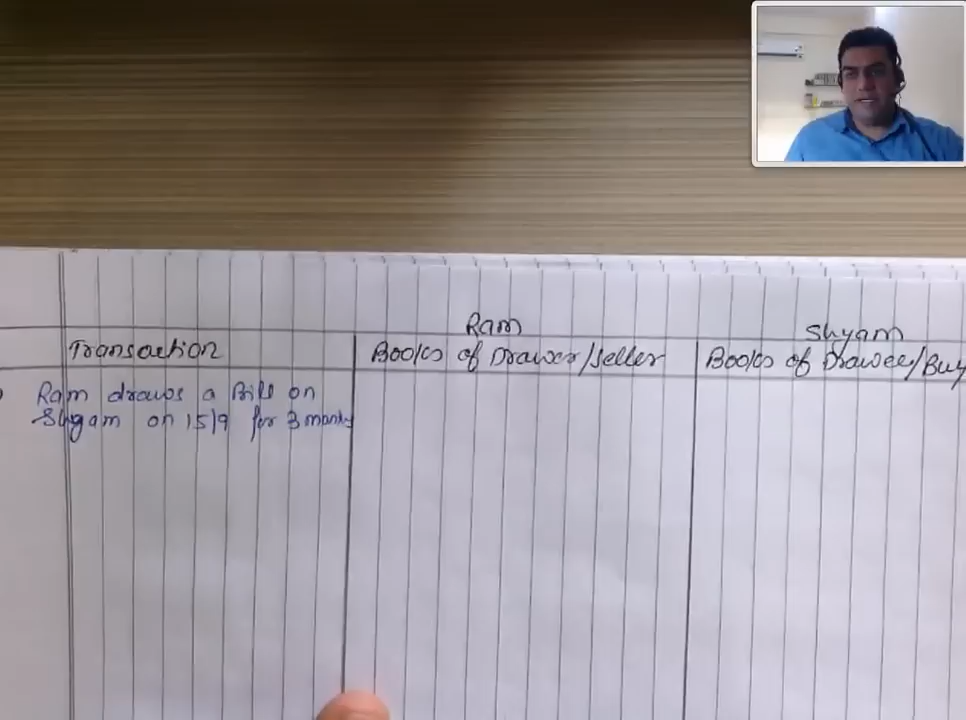 Ram
Shyam
Transaction
Books of Drawer/Seller
Books of Drawee/Buy
Ram draws a Bill on
Shyam on 15/9 for 3 months